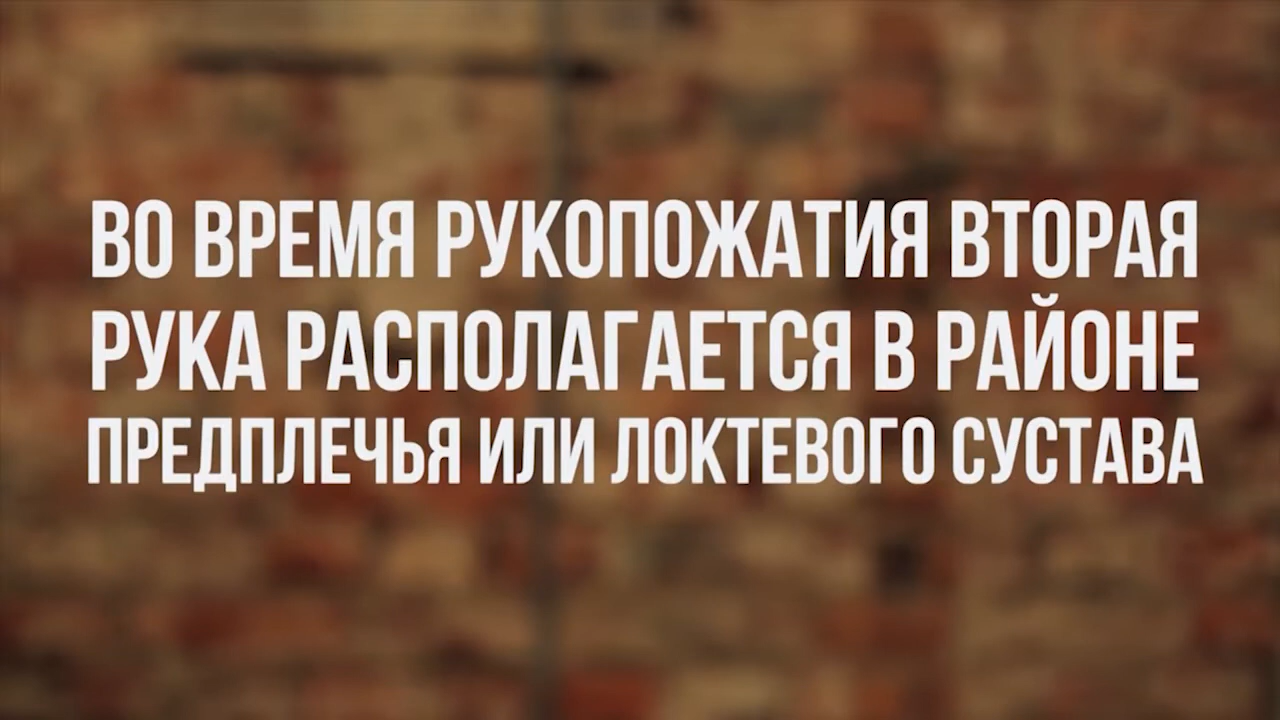 ВО ВРЕМЯ РУКОПОЖАТИЯ ВТОРАЯ
РУКА РАСПОЛАГАЕТСЯ В РАЙОНЕ
ПРЕДПЛЕЧЬЯ ИЛИ ЛОКТЕВОГО СУСТАВА